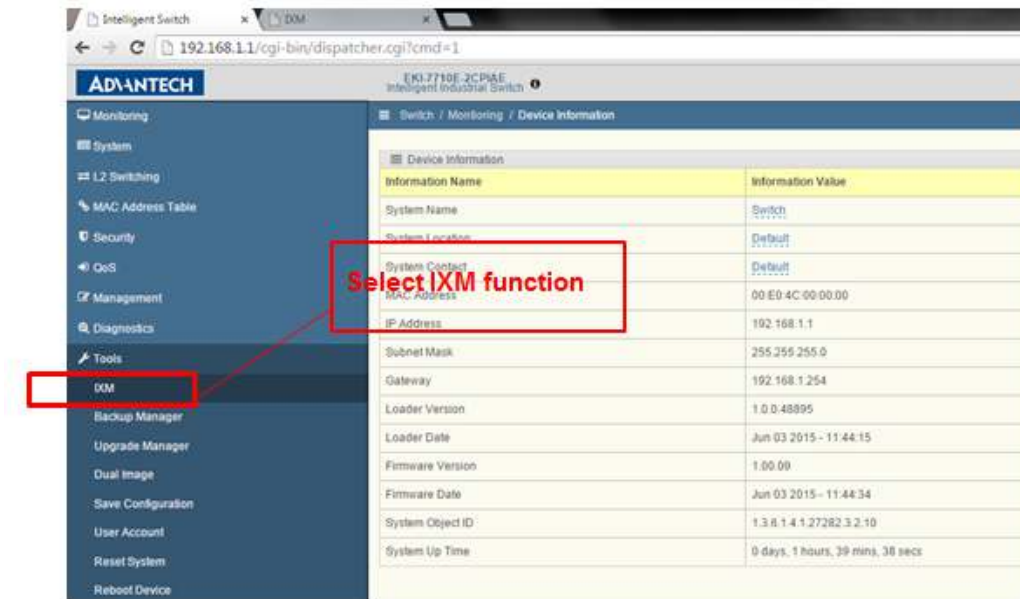 Intelligent Switch
IXM
192.168.1.1/cgi-bin/dispatcher.cgi?cmd=1
ADVANTECH
EKI-7710E-2CPIAE
Intelligent Industrial Switch
Monitoring
System
L2 Switching
MAC Address Table
Security
QoS
Management
Diagnostics
Tools
IXM
Backup Manager
Upgrade Manager
Dual Image
Save Configuration
User Account
Reset System
Reboot Device
Switch / Monitoring / Device Information
Device Information
Information Name Information Value
System Name Switch
System Location Default
System Contact Default
Select IXM function
MAC Address 00:E0:4C:00:00:00
IP Address 192.168.1.1
Subnet Mask 255.255.255.0
Gateway 192.168.1.254
Loader Version 1.0.0.48895
Loader Date Jun 03 2015 - 11:44:15
Firmware Version 1.00.09
Firmware Date Jun 03 2015 - 11:44:34
System Object ID 1.3.6.1.4.1.27282.3.2.10
System Up Time 0 days, 1 hours, 39 mins, 38 secs